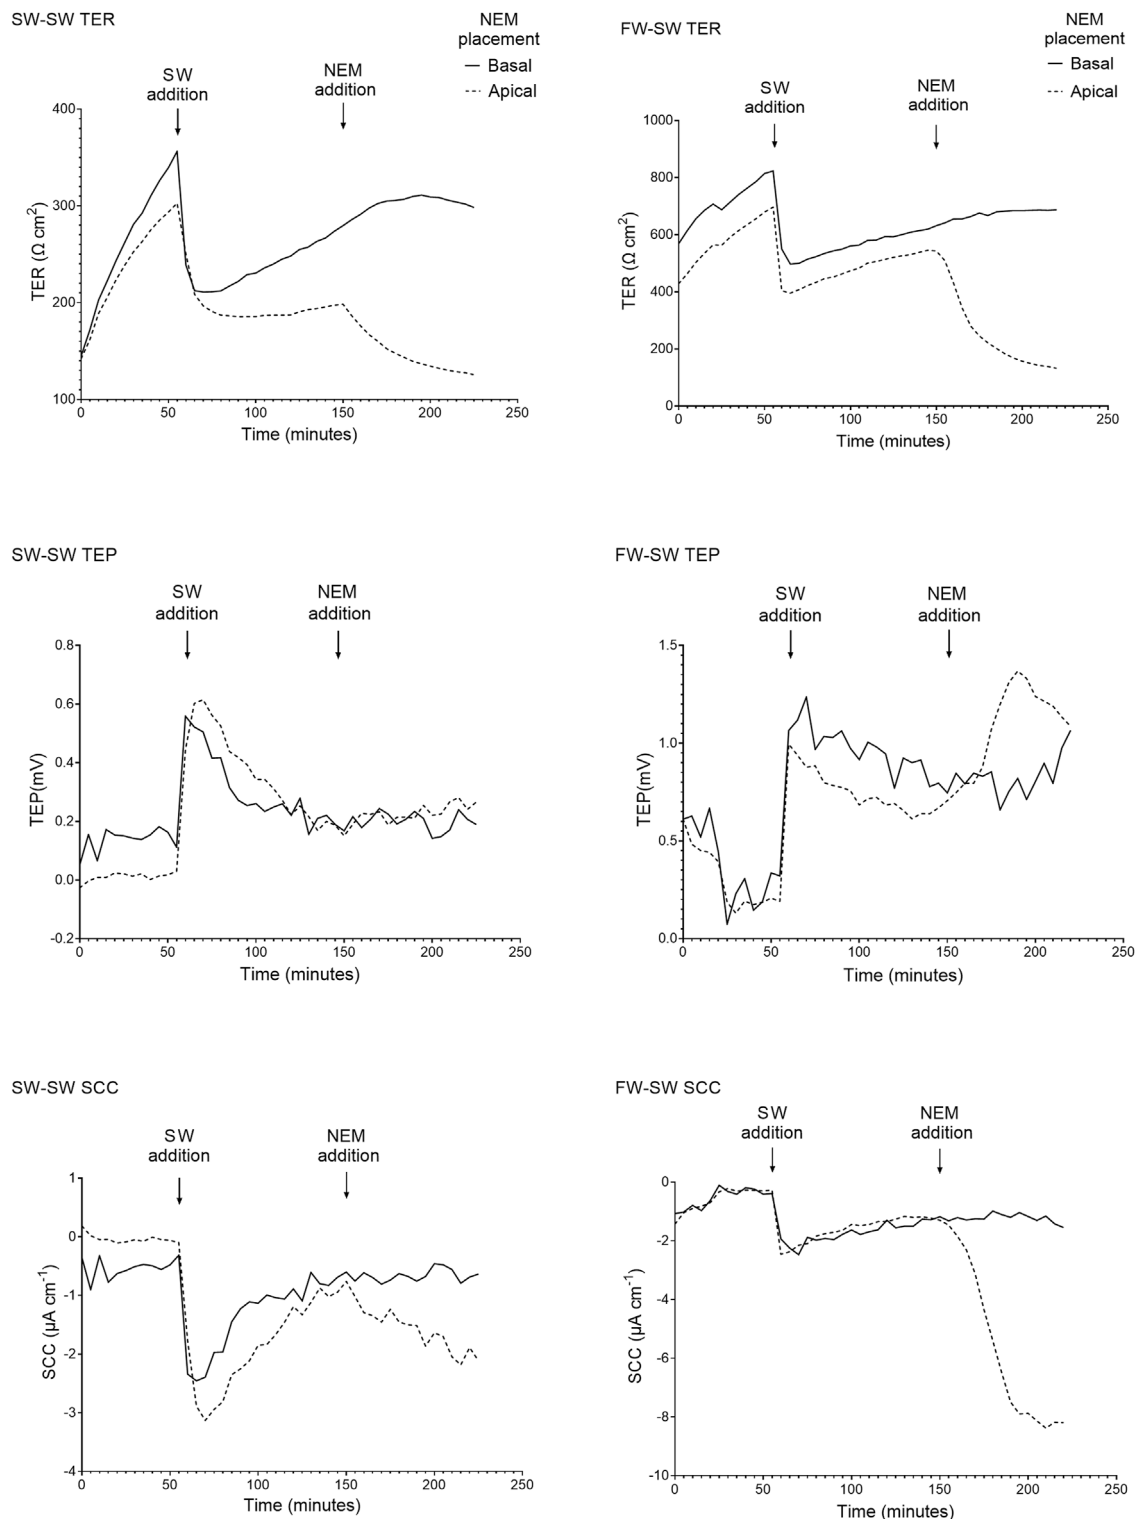 SW-SW TER
NEM
placement
Basal
Apical
SW
addition
NEM
addition
400
300
200
100
TER (Ω cm2)
0
50
100
150
200
250
Time (minutes)
FW-SW TER
NEM
placement
Basal
Apical
SW
addition
NEM
addition
1000
800
600
400
200
0
TER (Ω cm2)
0
50
100
150
200
250
Time (minutes)
SW-SW TEP
SW
addition
NEM
addition
0.8
0.6
0.4
0.2
0.0
-0.2
TEP(mV)
0
50
100
150
200
250
Time (minutes)
FW-SW TEP
SW
addition
NEM
addition
1.5
1.0
0.5
0.0
TEP(mV)
0
50
100
150
200
250
Time (minutes)
SW-SW SCC
SW
addition
NEM
addition
1
0
-1
-2
-3
-4
SCC (µA cm-1)
0
50
100
150
200
250
Time (minutes)
FW-SW SCC
SW
addition
NEM
addition
0
-2
-4
-6
-8
-10
SCC (µA cm-1)
0
50
100
150
200
250
Time (minutes)